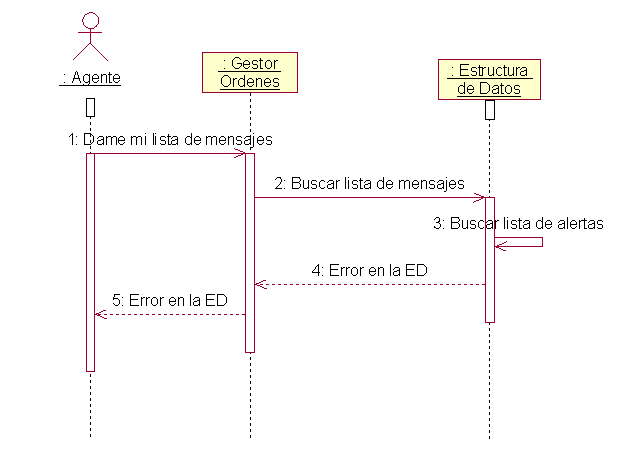 : Agente
: Gestor
Ordenes
: Estructura
de Datos
1: Dame mi lista de mensajes
2: Buscar lista de mensajes
3: Buscar lista de alertas
4: Error en la ED
5: Error en la ED